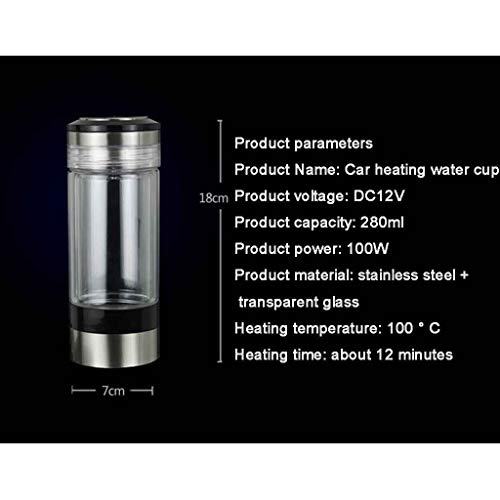 Product parameters
Product Name: Car heating water cup
18cm
Product voltage: DC12V
Product capacity: 280ml
Product power: 100W
Product material: stainless steel +
transparent glass
Heating temperature: 100 ° C
Heating time: about 12 minutes
7cm